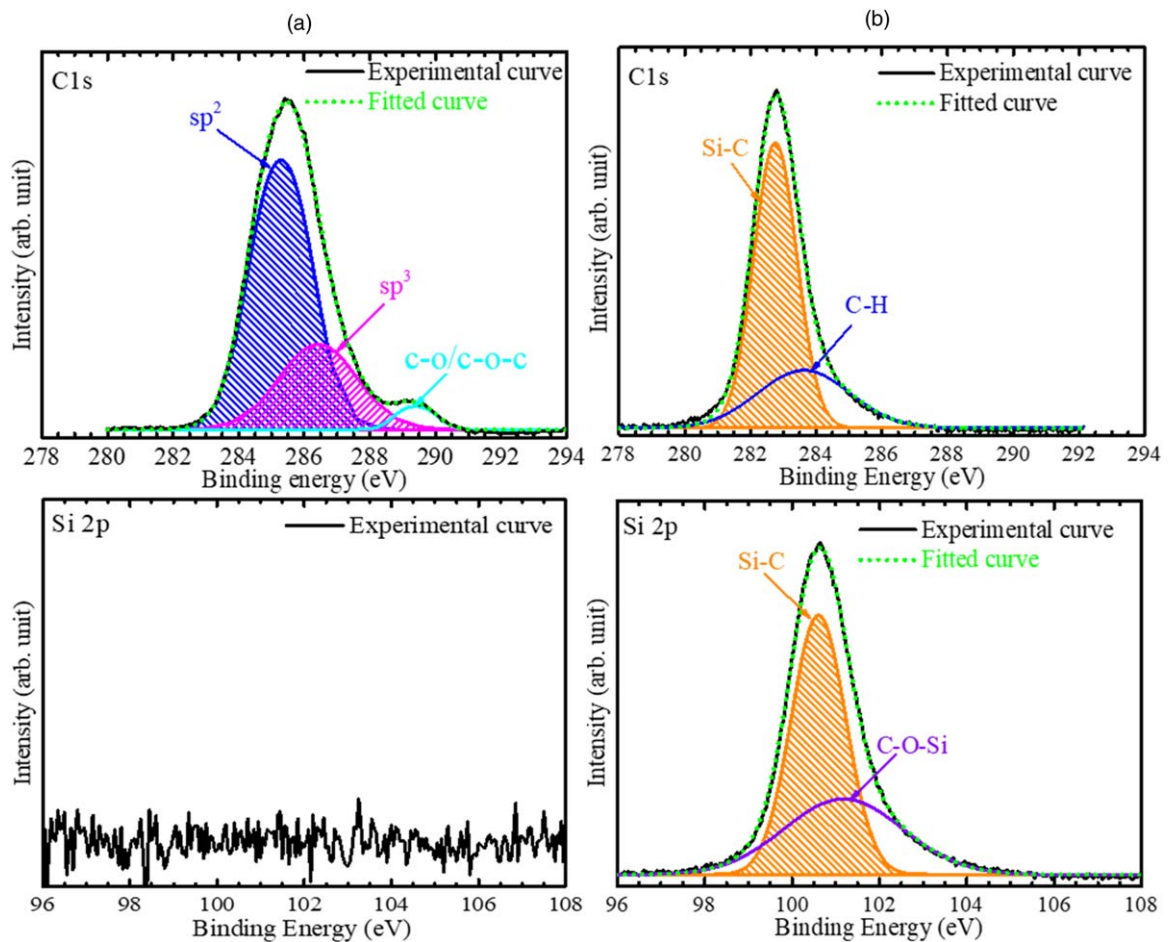 (a)
C1s
Experimental curve
Fitted curve
sp²
sp³
c-o/c-o-c
Intensity (arb. unit)
278 280 282 284 286 288 290 292 294
Binding energy (eV)
(b)
C1s
Experimental curve
Fitted curve
Si-C
C-H
Intensity (arb. unit)
278 280 282 284 286 288 290 292 294
Binding Energy (eV)
Si 2p
Experimental curve
Intensity (arb. unit)
96 98 100 102 104 106 108
Binding Energy (eV)
Si 2p
Experimental curve
Fitted curve
Si-C
C-O-Si
Intensity (arb. unit)
96 98 100 102 104 106 108
Binding Energy (eV)